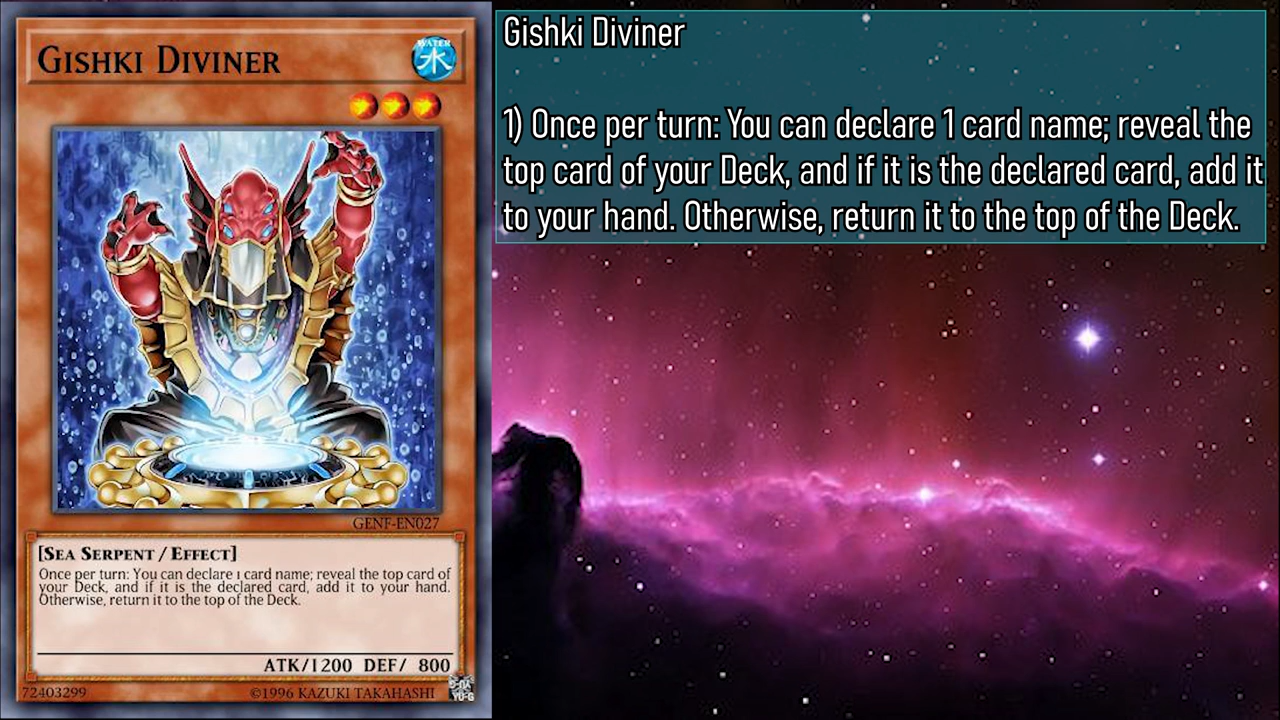 GISHKI DIVINER
WATER
水
GENF-EN027
[SEA SERPENT / EFFECT]
Once per turn: You can declare 1 card name; reveal the top card of
your Deck, and if it is the declared card, add it to your hand.
Otherwise, return it to the top of the Deck.
ATK/1200 DEF/ 800
72403299
©1996 KAZUKI TAKAHASHI
Gishki Diviner
1) Once per turn: You can declare 1 card name; reveal the
top card of your Deck, and if it is the declared card, add it
to your hand. Otherwise, return it to the top of the Deck.